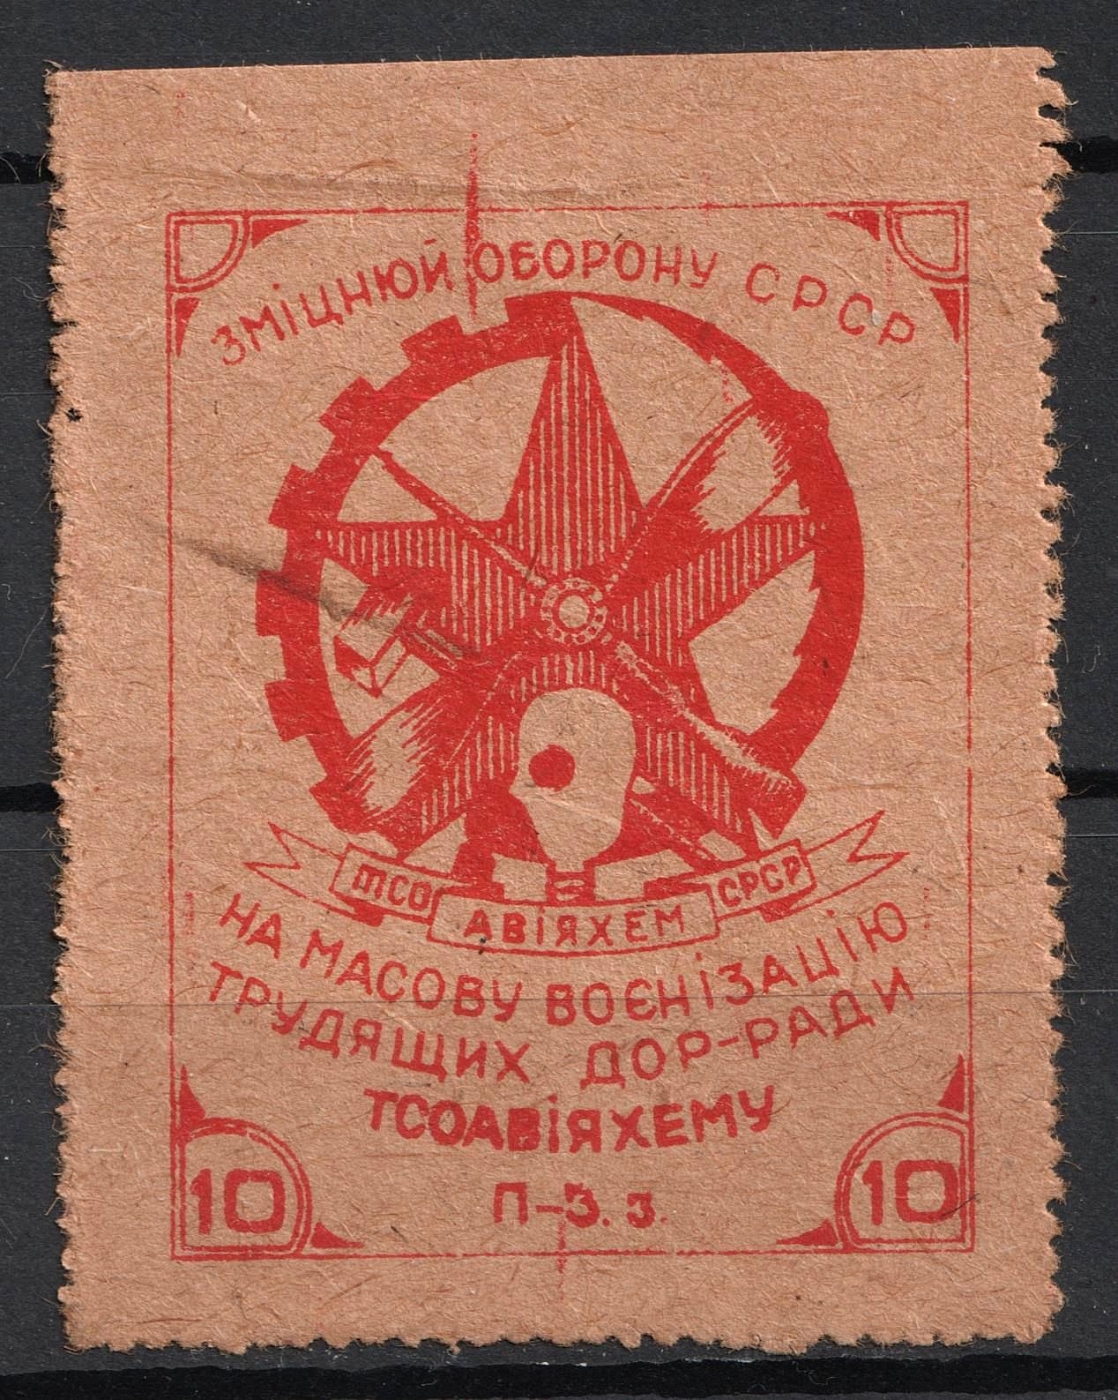 ЗМІЦНЮЙ ОБОРОНУ СРСР
ТСО АВІЯХЕМ СРСР
НА МАСОВУ ВОЄНІЗАЦІЮ
ТРУДЯЩИХ ДОР-РАДИ
ТСОАВІЯХЕМУ
10 П-З. З. 10